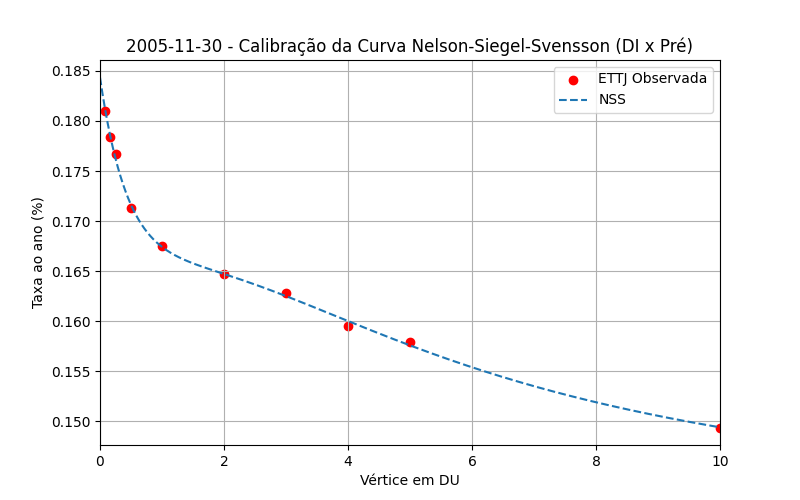 2005-11-30 - Calibração da Curva Nelson-Siegel-Svensson (DI x Pré)
ETTJ Observada
NSS
0.185
0.180
0.175
0.170
0.165
0.160
0.155
0.150
Taxa ao ano (%)
0 2 4 6 8 10
Vértice em DU